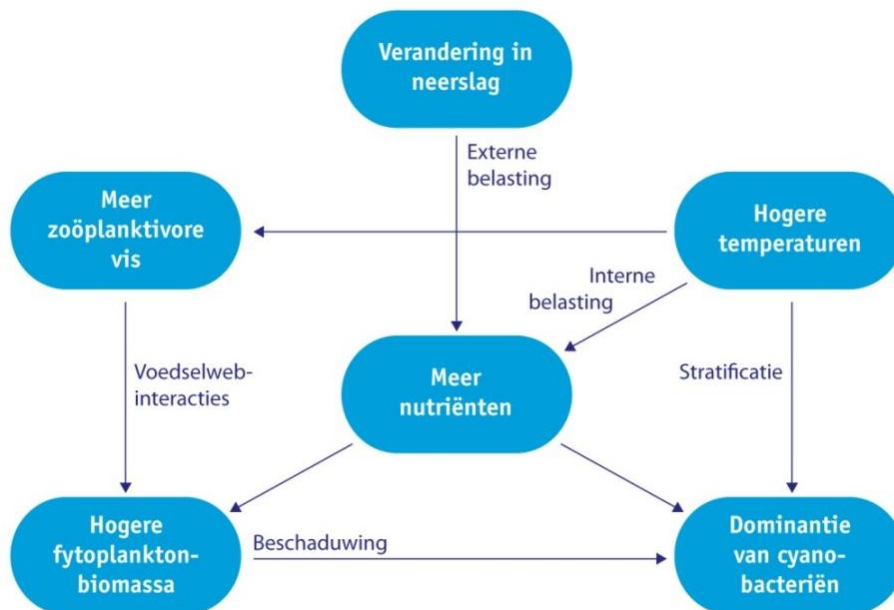 Verandering in
neerslag
Externe
belasting
Meer
zoöplanktivore
vis
Hogere
temperaturen
Interne
belasting
Voedselweb-
interacties
Meer
nutriënten
Stratificatie
Hogere
fytoplankton-
biomassa
Beschaduwing
Dominantie
van cyano-
bacteriën